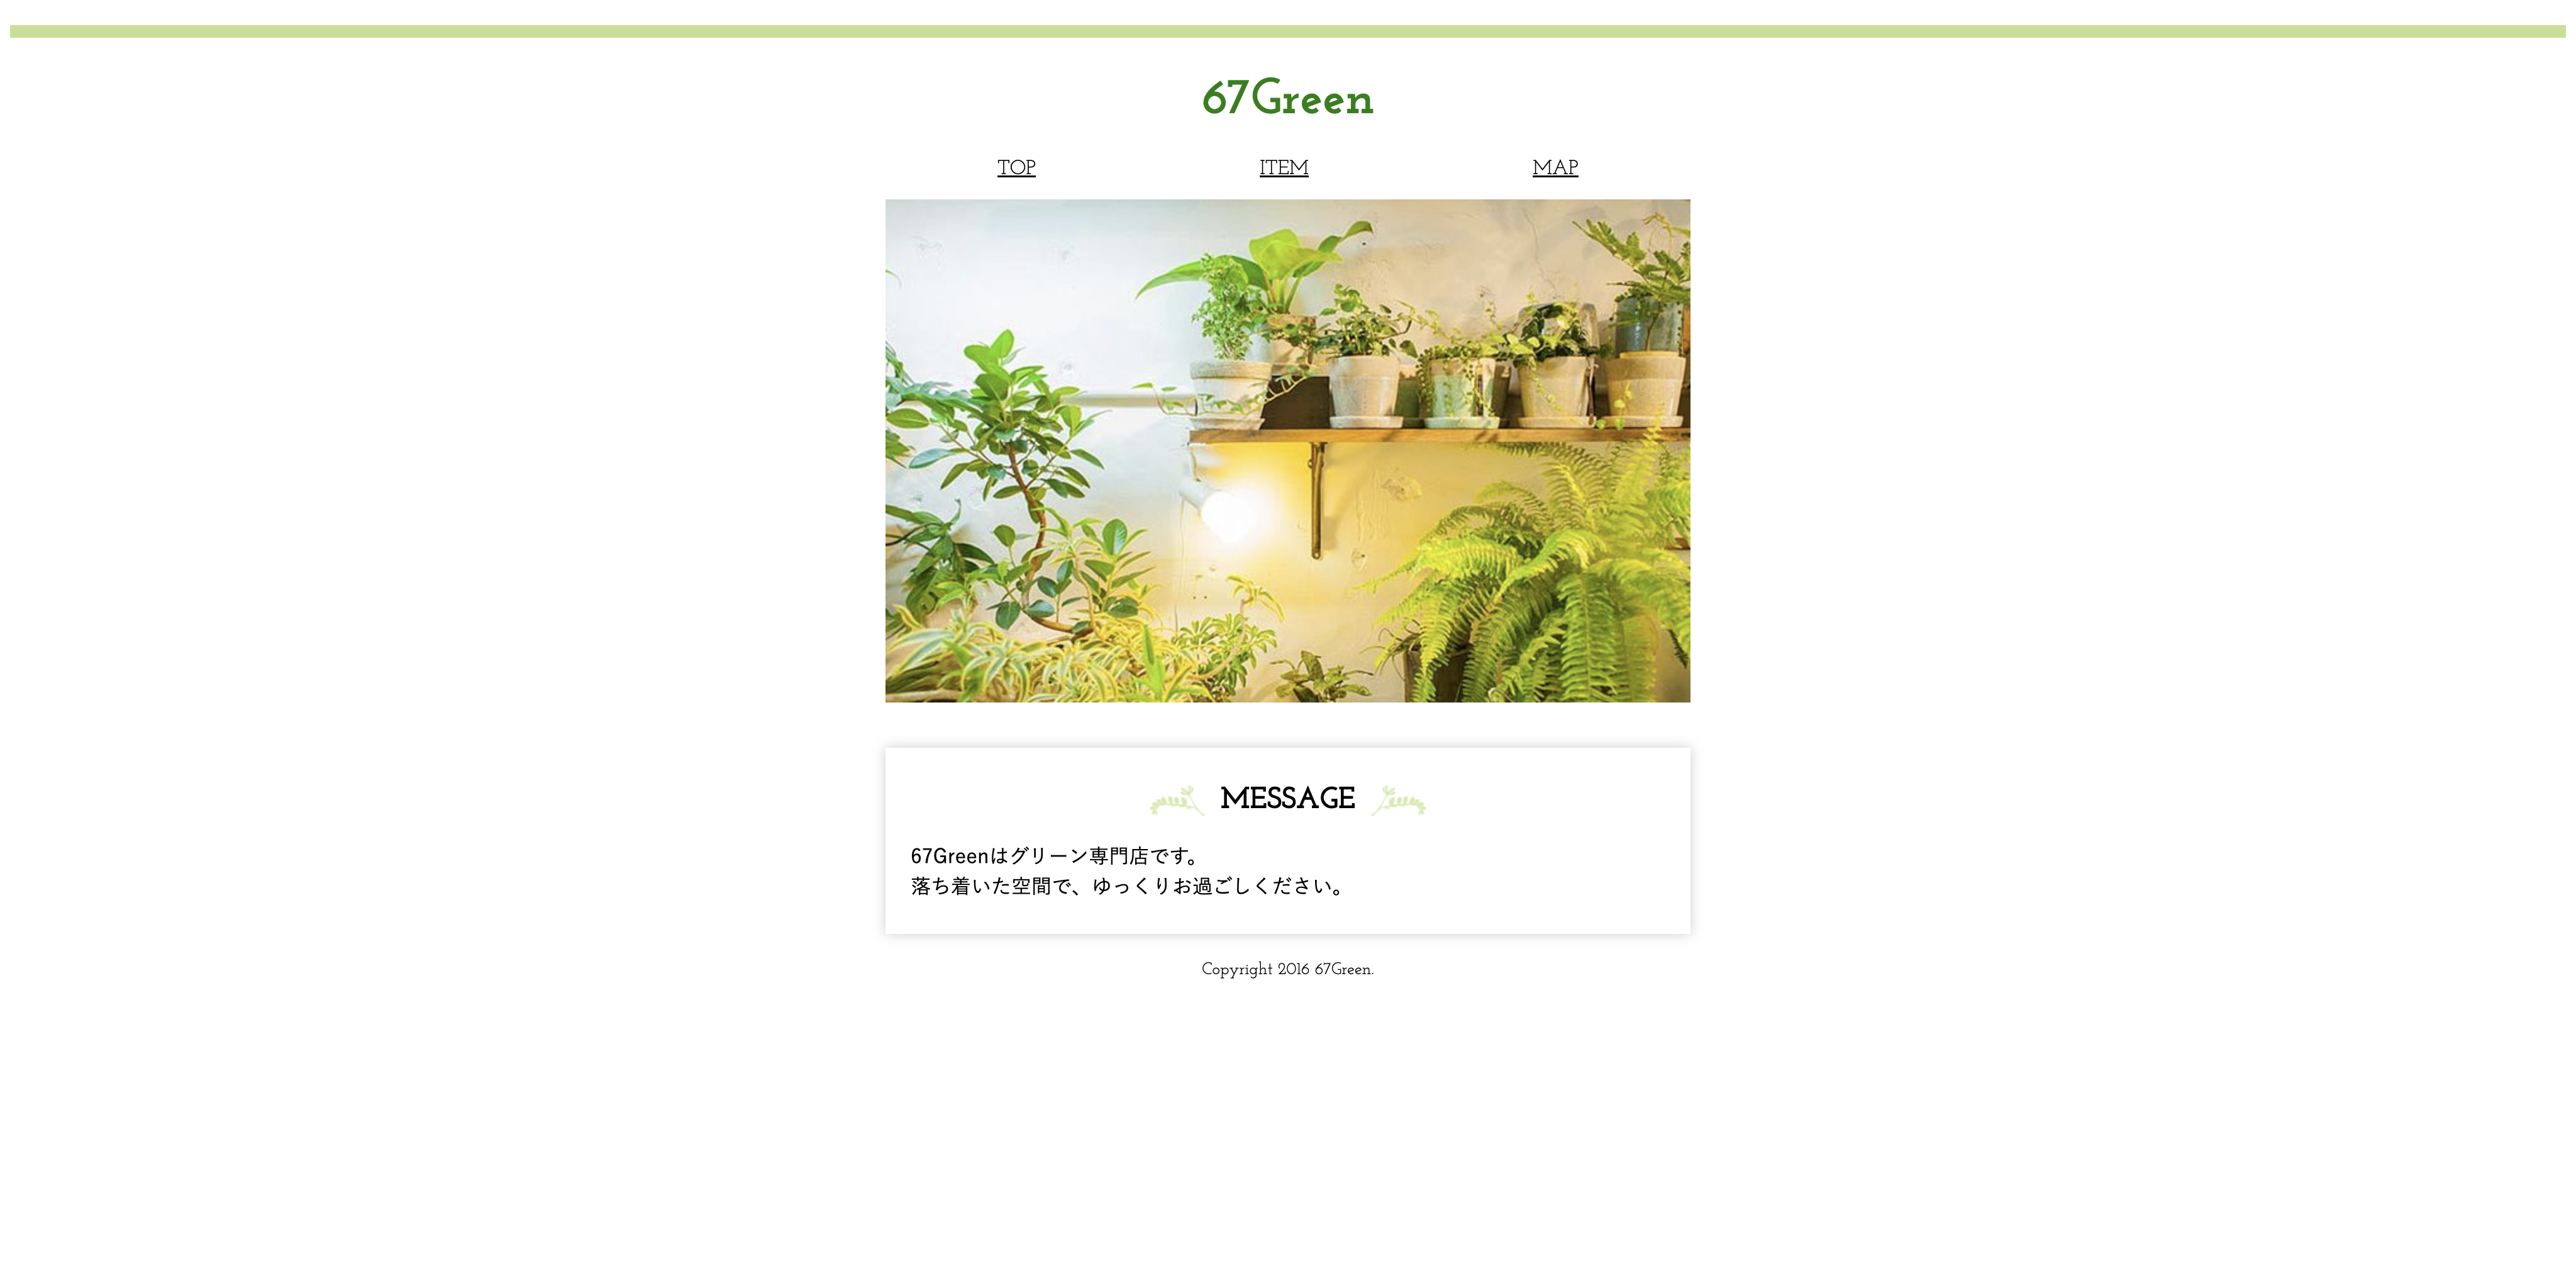 67Green
TOP ITEM MAP
MESSAGE
67Greenはグリーン専門店です。
落ち着いた空間で、ゆっくりお過ごしください。
Copyright 2016 67Green.